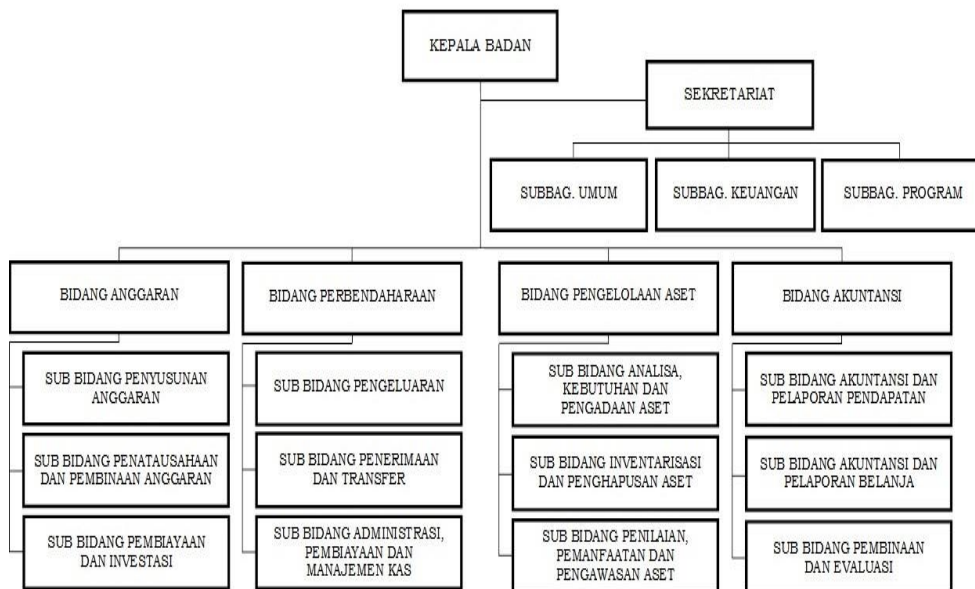 KEPALA BADAN
SEKRETARIAT
SUBBAG. UMUM
SUBBAG. KEUANGAN
SUBBAG. PROGRAM
BIDANG ANGGARAN
BIDANG PERBENDAHARAAN
BIDANG PENGELOLAAN ASET
BIDANG AKUNTANSI
SUB BIDANG PENYUSUNAN
ANGGARAN
SUB BIDANG PENGELUARAN
SUB BIDANG ANALISA,
KEBUTUHAN DAN
PENGADAAN ASET
SUB BIDANG AKUNTANSI DAN
PELAPORAN PENDAPATAN
SUB BIDANG PENATAUSAHAAN
DAN PEMBINAAN ANGGARAN
SUB BIDANG PENERIMAAN
DAN TRANSFER
SUB BIDANG INVENTARISASI
DAN PENGHAPUSAN ASET
SUB BIDANG AKUNTANSI DAN
PELAPORAN BELANJA
SUB BIDANG PEMBIAYAAN
DAN INVESTASI
SUB BIDANG ADMINISTRASI,
PEMBIAYAAN DAN
MANAJEMEN KAS
SUB BIDANG PENILAIAN,
PEMANFAATAN DAN
PENGAWASAN ASET
SUB BIDANG PEMBINAAN
DAN EVALUASI